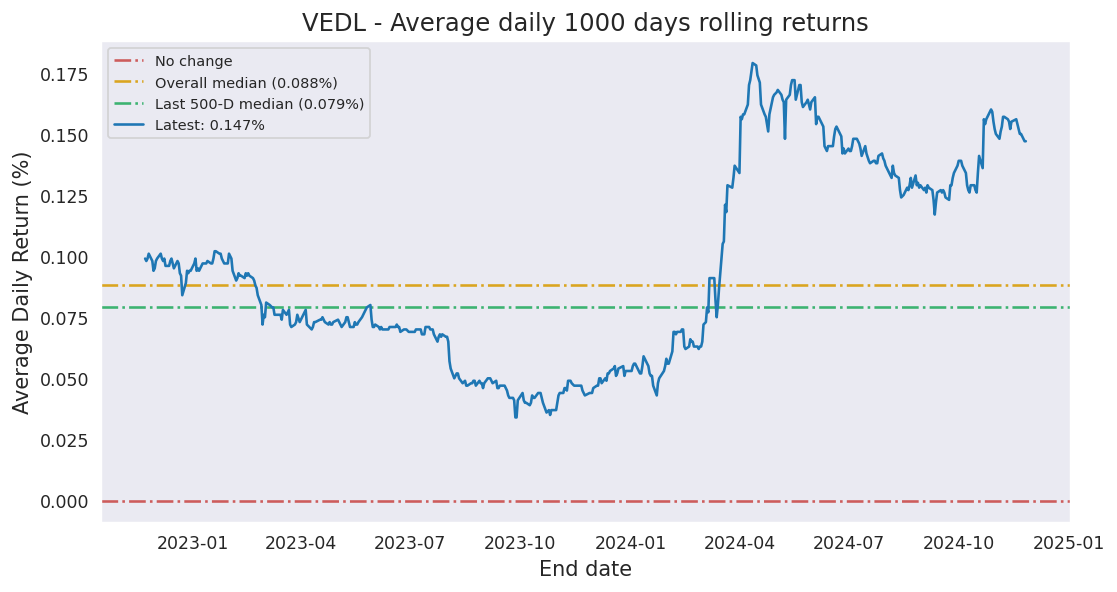 VEDL - Average daily 1000 days rolling returns
No change
Overall median (0.088%)
Last 500-D median (0.079%)
Latest: 0.147%
Average Daily Return (%)
0.175
0.150
0.125
0.100
0.075
0.050
0.025
0.000
2023-01 2023-04 2023-07 2023-10 2024-01 2024-04 2024-07 2024-10 2025-01
End date